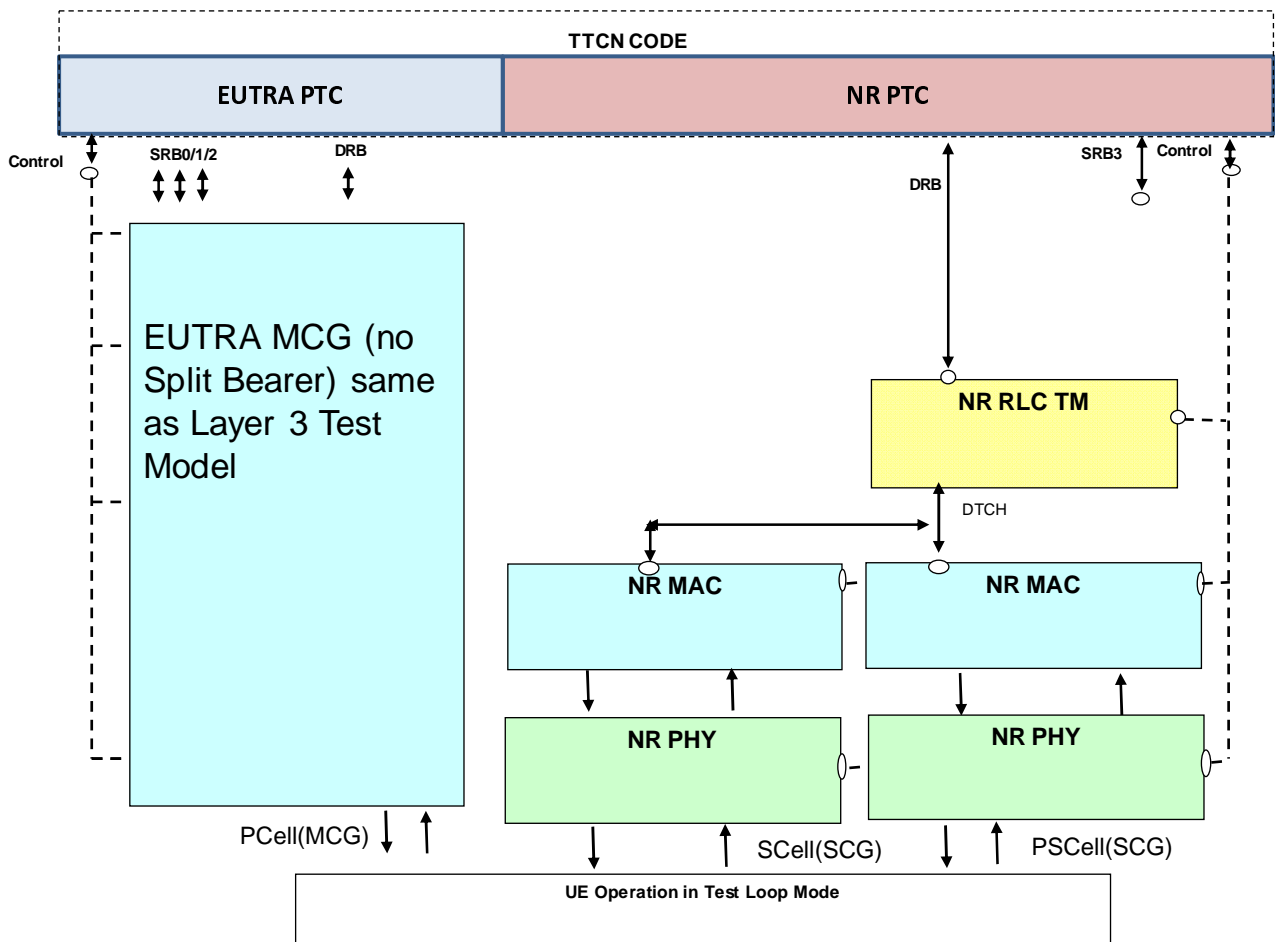 TTCN CODE
EUTRA PTC
NR PTC
Control
SRB0/1/2
DRB
DRB
SRB3
Control
EUTRA MCG (no
Split Bearer) same
as Layer 3 Test
Model
NR RLC TM
DTCH
NR MAC
NR MAC
NR PHY
NR PHY
PCell(MCG)
SCell(SCG)
PSCell(SCG)
UE Operation in Test Loop Mode